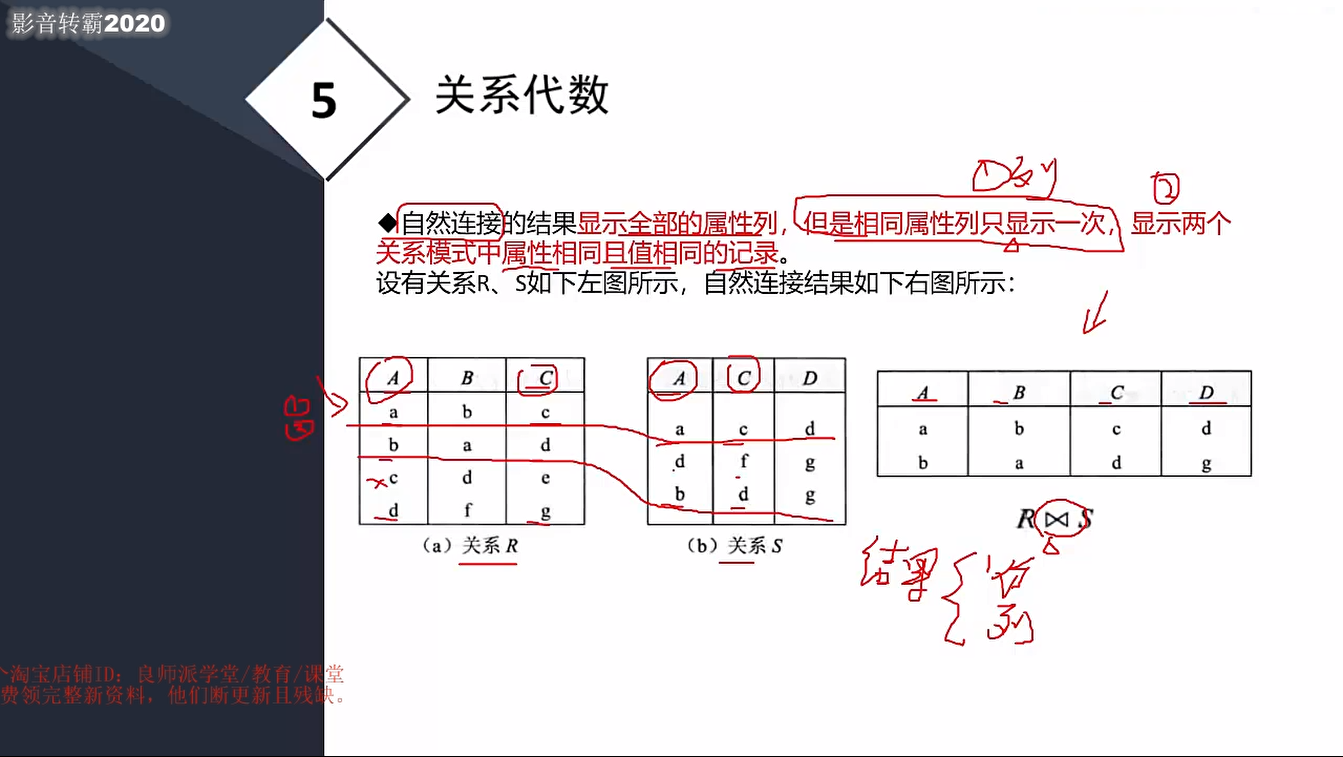 影音转霸2020
5
关系代数
①列 ②
◆自然连接的结果显示全部的属性列，但是相同属性列只显示一次，显示两个
关系模式中属性相同且值相同的记录。
设有关系R、S如下左图所示，自然连接结果如下右图所示：
A B C
a b c
b a d
c d e
d f g
（a）关系 R
A C D
a c d
d f g
b d g
（b）关系 S
A B C D
a b c d
b a d g
R ⋈ S
结果
列
个淘宝店铺ID：良师派学堂/教育/课堂
费领完整新资料，他们断更新且残缺。